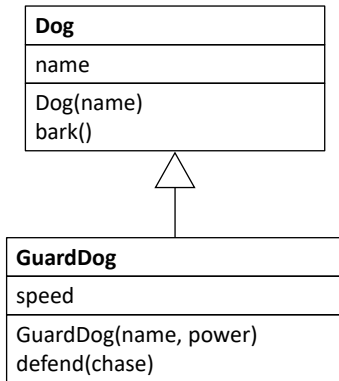 Dog
name
Dog(name)
bark()
GuardDog
speed
GuardDog(name, power)
defend(chase)